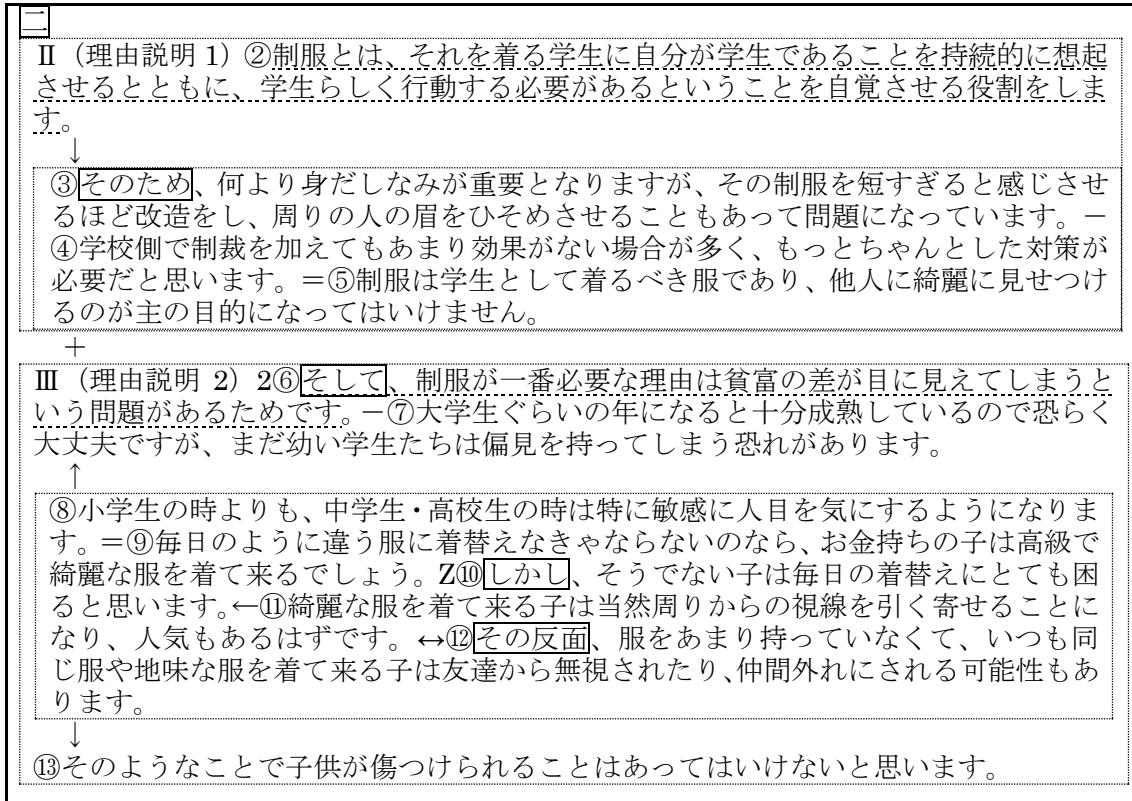 二
Ⅱ（理由説明 1）②制服とは、それを着る学生に自分が学生であることを持続的に想起
させるとともに、学生らしく行動する必要があるということを自覚させる役割をしま
す。
↓
③そのため、何より身だしなみが重要となりますが、その制服を短すぎると感じさせ
るほど改造をし、周りの人の眉をひそめさせることもあって問題になっています。－
④学校側で制裁を加えてもあまり効果がない場合が多く、もっとちゃんとした対策が
必要だと思います。＝⑤制服は学生として着るべき服であり、他人に綺麗に見せつけ
るのが主の目的になってはいけません。
＋
Ⅲ（理由説明 2）2⑥そして、制服が一番必要な理由は貧富の差が目に見えてしまうと
いう問題があるためです。－⑦大学生ぐらいの年になると十分成熟しているので恐らく
大丈夫ですが、まだ幼い学生たちは偏見を持ってしまう恐れがあります。
↑
⑧小学生の時よりも、中学生・高校生の時は特に敏感に人目を気にするようになりま
す。＝⑨毎日のように違う服に着替えなきゃならないのなら、お金持ちの子は高級で
綺麗な服を着て来るでしょう。Z⑩しかし、そうでない子は毎日の着替えにとても困
ると思います。←⑪綺麗な服を着て来る子は当然周りからの視線を引く寄せることに
なり、人気もあるはずです。↔⑫その反面、服をあまり持っていなくて、いつも同
じ服や地味な服を着て来る子は友達から無視されたり、仲間外れにされる可能性もあ
ります。
↓
⑬そのようなことで子供が傷つけられることはあってはいけないと思います。